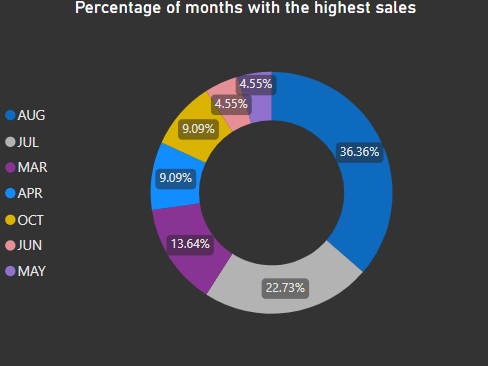 Percentage of months with the highest sales
AUG
JUL
MAR
APR
OCT
JUN
MAY
4.55%
4.55%
9.09%
36.36%
9.09%
13.64%
22.73%